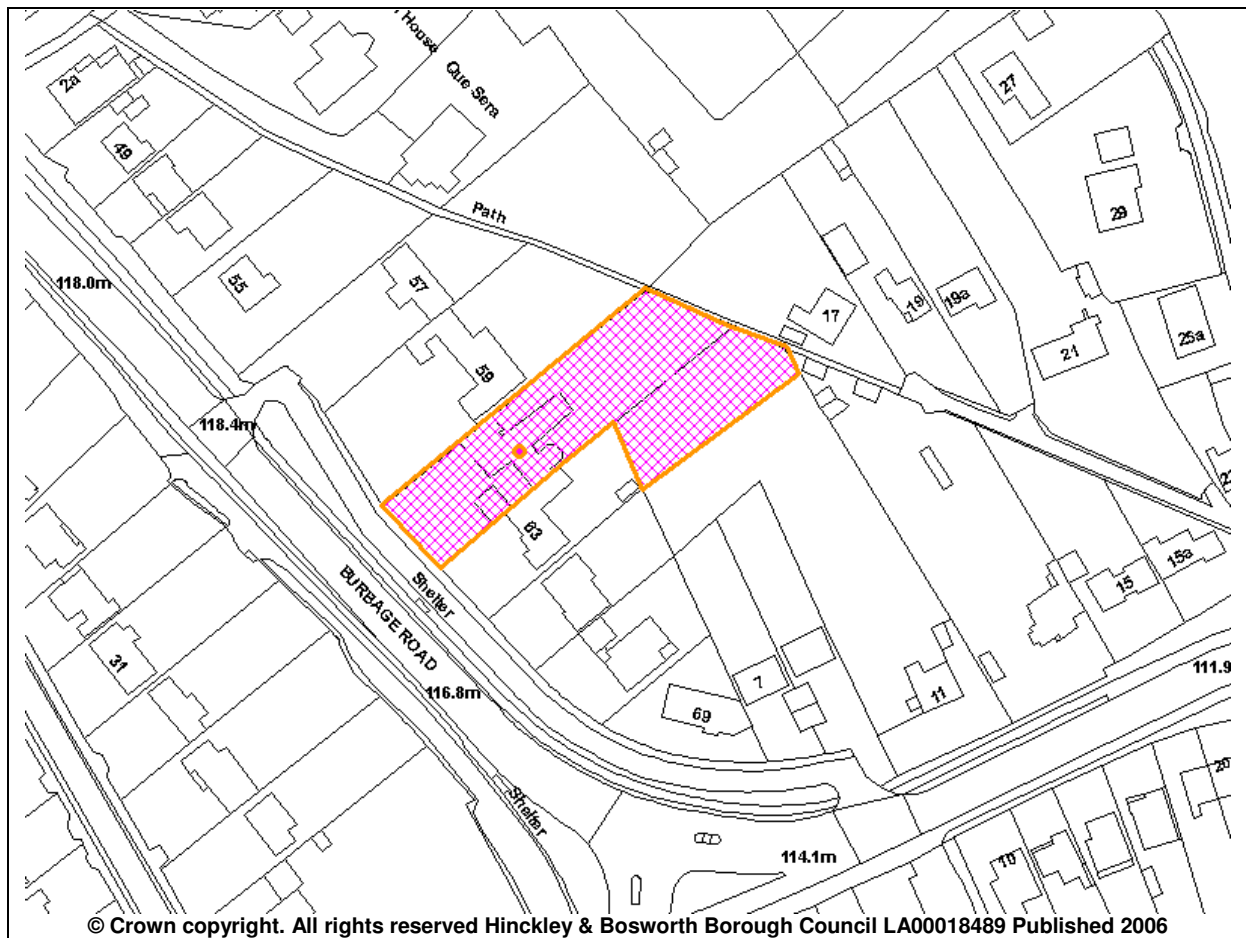 House
Que Sera
2a
49
27
29
Path
55
57
118.0m
17
19
19a
21
25a
59
118.4m
63
Shelter
BURBAGE ROAD
15
15a
31
116.8m
7
11
69
111.9
Shelter
20
114.1m
10
© Crown copyright. All rights reserved Hinckley & Bosworth Borough Council LA00018489 Published 2006